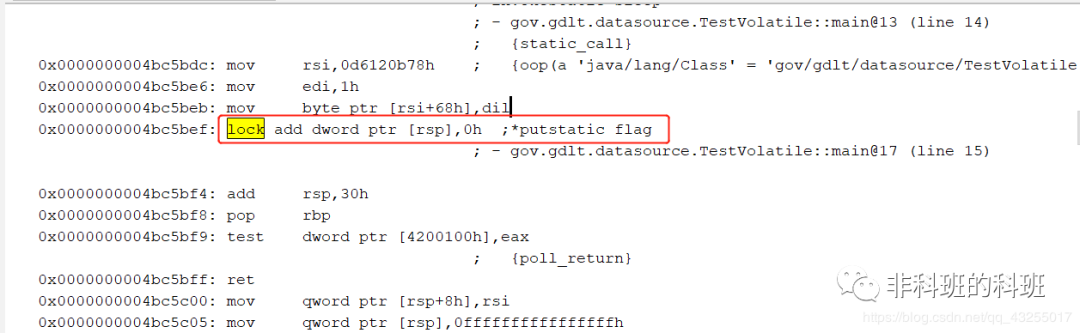 ; - gov.gdlt.datasource.TestVolatile::main@13 (line 14)
;   {static_call}
0x0000000004bc5bdc: mov     rsi,0d6120b78h    ;   {oop(a 'java/lang/Class' = 'gov/gdlt/datasource/TestVolatile
0x0000000004bc5be6: mov     edi,1h
0x0000000004bc5beb: mov     byte ptr [rsi+68h],dil
0x0000000004bc5bef: lock add dword ptr [rsp],0h  ;*putstatic flag
; - gov.gdlt.datasource.TestVolatile::main@17 (line 15)
0x0000000004bc5bf4: add     rsp,30h
0x0000000004bc5bf8: pop     rbp
0x0000000004bc5bf9: test    dword ptr [4200100h],eax
;   {poll_return}
0x0000000004bc5bff: ret
0x0000000004bc5c00: mov     qword ptr [rsp+8h],rsi
0x0000000004bc5c05: mov     qword ptr [rsp],0ffffffffffffffffh
非科班的科班
https://blog.csdn.net/qq_43255017